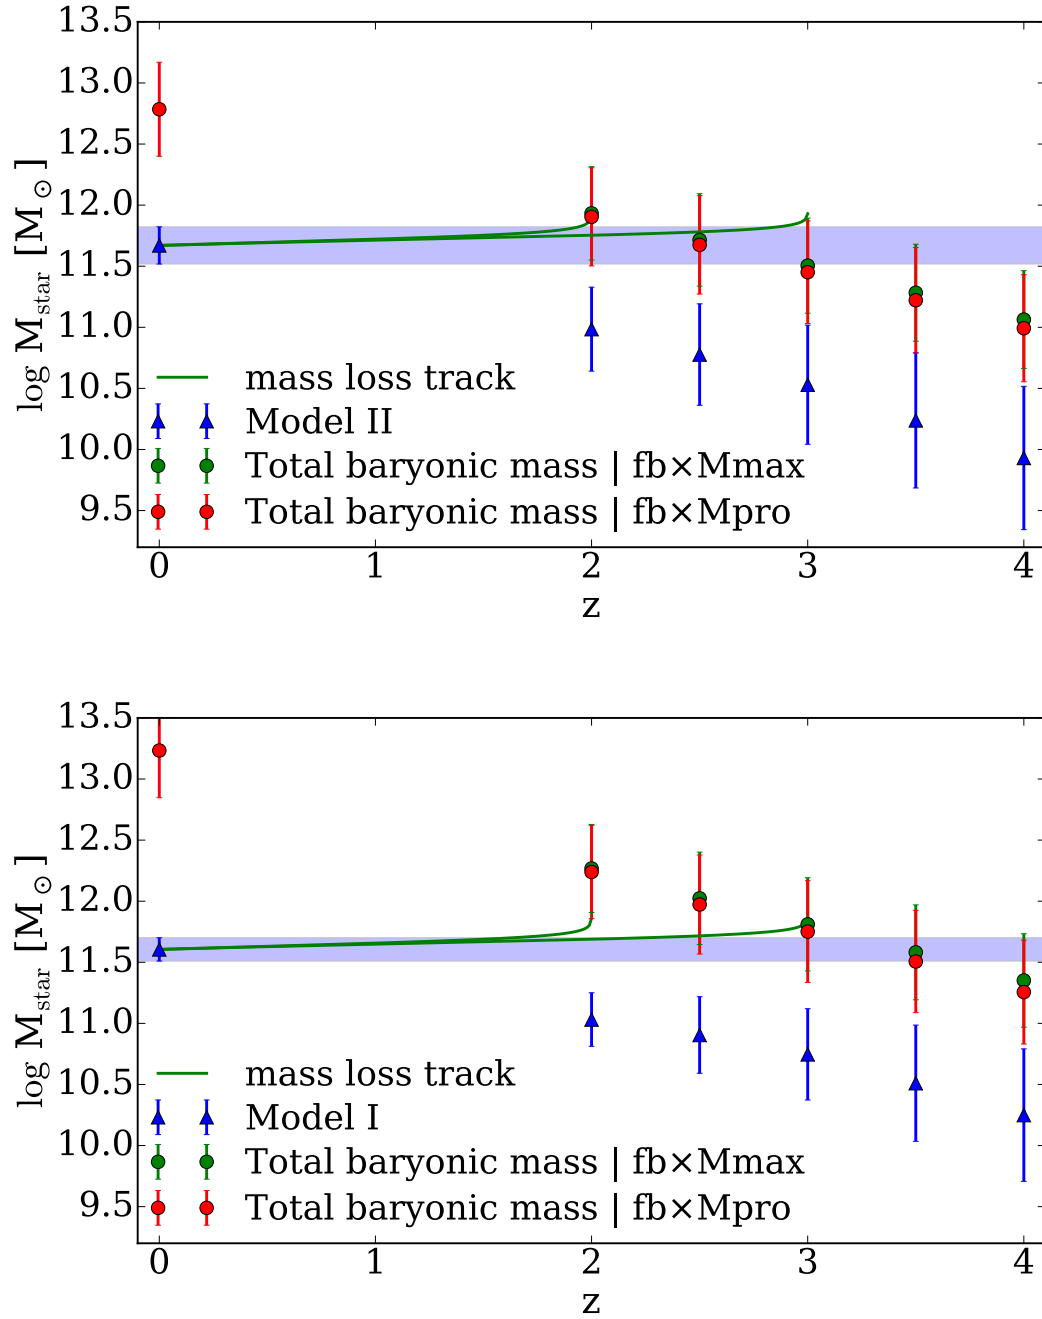 13.5
13.0
12.5
12.0
11.5
11.0
10.5
10.0
9.5
log M_star [M_⊙]
mass loss track
Model II
Total baryonic mass | fb×Mmax
Total baryonic mass | fb×Mpro
0 1 2 3 4
z
13.5
13.0
12.5
12.0
11.5
11.0
10.5
10.0
9.5
log M_star [M_⊙]
mass loss track
Model I
Total baryonic mass | fb×Mmax
Total baryonic mass | fb×Mpro
0 1 2 3 4
z